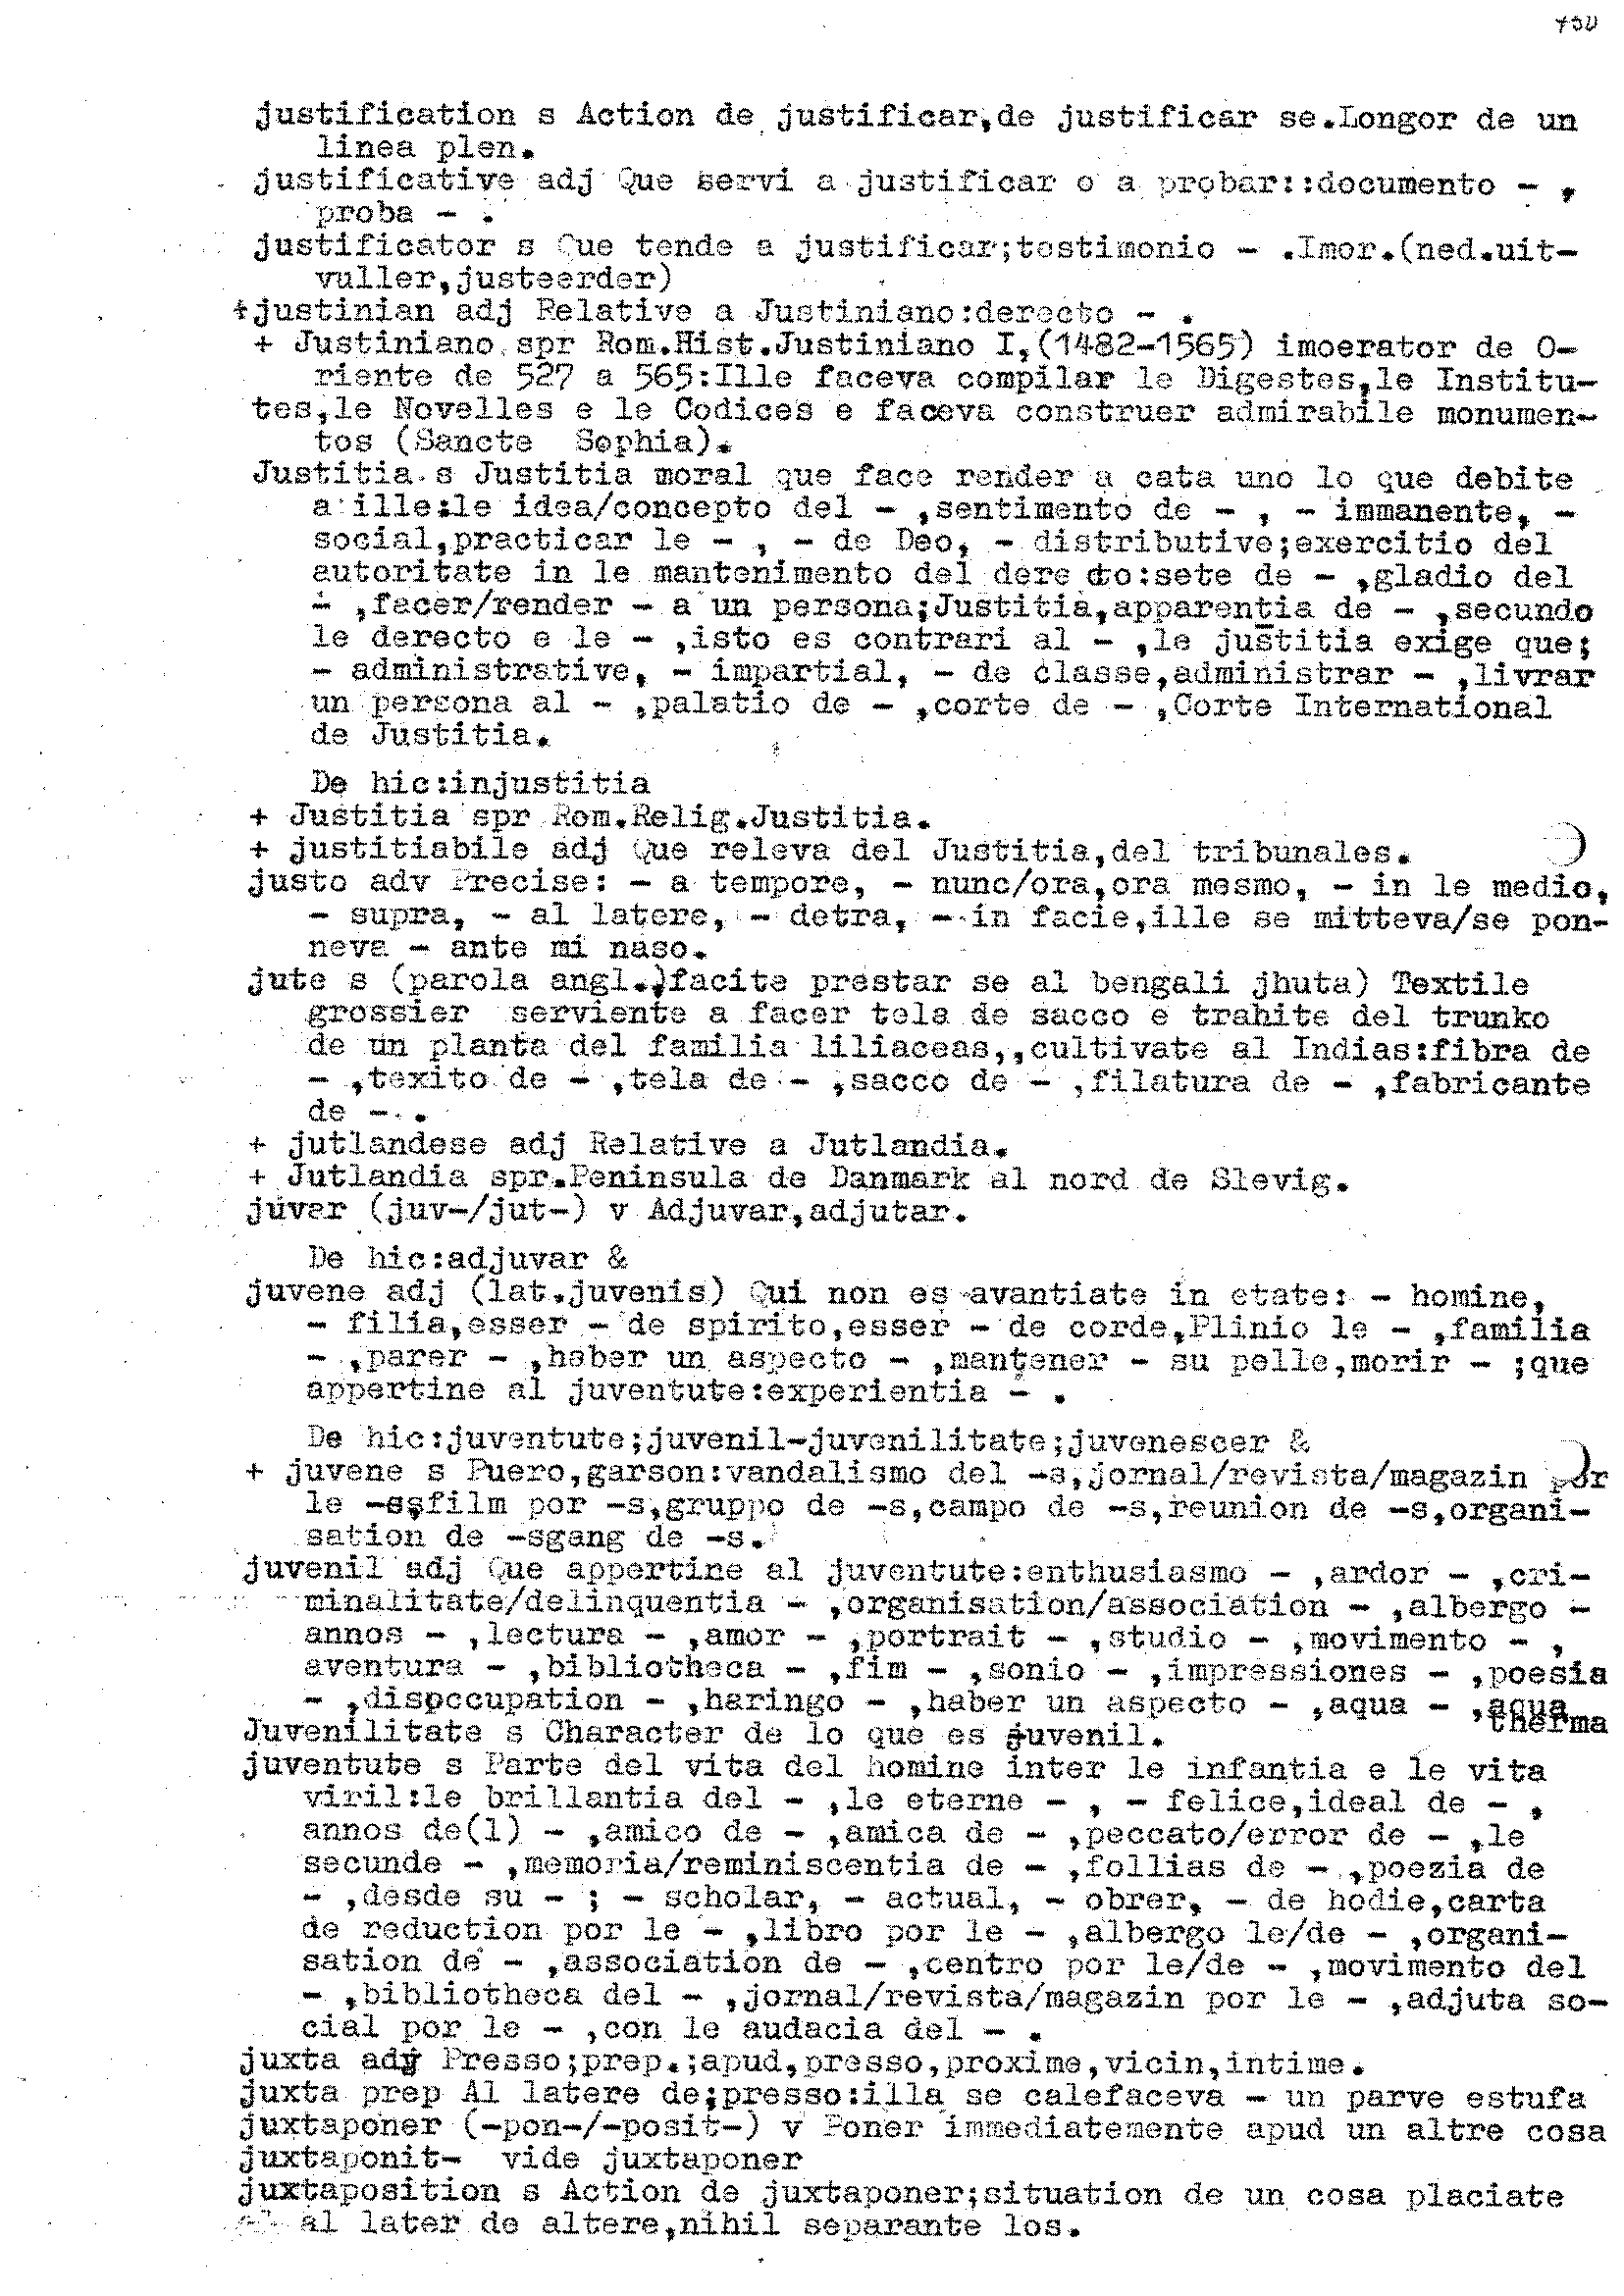 justification s Action de justificar,de justificar se.Longor de un
linea plen.
justificative adj Que servi a justificar o a probar::documento - ,
proba - .
justificator s Que tende a justificar;testimonio - .Imor.(ned.uit-
vuller,justeerder)
+justinian adj Relative a Justiniano:derecto - .
+ Justiniano spr Rom.Hist.Justiniano I,(1482-1565) imoerator de O-
riente de 527 a 565:Ille faceva compilar le Digestes,le Institu-
tes,le Novelles e le Codices e faceva construer admirabile monumen-
tos (Sancte Sophia).
Justitia s Justitia moral que face render a cata uno lo que debite
a ille:le idea/concepto del - ,sentimento de - , - immanente, -
social,practicar le - , - de Deo, - distributive;exercitio del
autoritate in le mantenimento del derecto:sete de - ,gladio del
- ,facer/render - a un persona;Justitia,apparentia de - ,secundo
le derecto e le - ,isto es contrari al - ,le justitia exige que;
- administrative, - impartial, - de classe,administrar - ,livrar
un persona al - ,palatio de - ,corte de - ,Corte International
de Justitia.
De hic:injustitia
+ Justitia spr Rom.Relig.Justitia.
+ justitiabile adj Que releva del Justitia,del tribunales.
justo adv Precise: - a tempore, - nunc/ora,ora mesmo, - in le medio,
- supra, - al latere, - detra, - in facie,ille se mitteva/se pon-
neva - ante mi naso.
jute s (parola angl.,)facite prestar se al bengali jhuta) Textile
grossier serviente a facer tela de sacco e trahite del trunko
de un planta del familia liliaceas,,cultivate al Indias:fibra de
- ,texito de - ,tela de - ,sacco de - ,filatura de - ,fabricante
de - .
+ jutlandese adj Relative a Jutlandia.
+ Jutlandia spr.Peninsula de Danmark al nord de Slevig.
juvar (juv-/jut-) v Adjuvar,adjutar.
De hic:adjuvar &
juvene adj (lat.juvenis) Qui non es avantiate in etate: - homine,
- filia,esser - de spirito,esser - de corde,Plinio le - ,familia
- ,parer - ,haber un aspecto - ,mantener - su pelle,morir - ;que
appertine al juventute:experientia - .
De hic:juventute;juvenil-juvenilitate;juvenescer &
+ juvene s Puero,garson:vandalismo del -s,jornal/revista/magazin por
le -s,film por -s,gruppo de -s,campo de -s,reunion de -s,organi-
sation de -sgang de -s.
juvenil adj Que appertine al juventute:enthusiasmo - ,ardor - ,cri-
minalitate/delinquentia - ,organisation/association - ,albergo -
annos - ,lectura - ,amor - ,portrait - ,studio - ,movimento - ,
aventura - ,bibliotheca - ,fim - ,sonio - ,impressiones - ,poesia
- ,dispccupation - ,haringo - ,haber un aspecto - ,aqua - ,aqua
therma
Juvenilitate s Character de lo que es juvenil.
juventute s Parte del vita del homine inter le infantia e le vita
viril:le brillantia del - ,le eterne - , - felice,ideal de - ,
annos de(l) - ,amico de - ,amica de - ,peccato/error de - ,le
secunde - ,memoria/reminiscentia de - ,follias de - ,poezia de
- ,desde su - ; - scholar, - actual, - obrer, - de hodie,carta
de reduction por le - ,libro por le - ,albergo le/de - ,organi-
sation de - ,association de - ,centro por le/de - ,movimento del
- ,bibliotheca del - ,jornal/revista/magazin por le - ,adjuta so-
cial por le - ,con le audacia del - .
juxta adv Presso;prep.;apud,presso,proxime,vicin,intime.
juxta prep Al latere de;presso:illa se calefaceva - un parve estufa
juxtaponer (-pon-/-posit-) v Poner immediatemente apud un altre cosa
juxtaponit- vide juxtaponer
juxtaposition s Action de juxtaponer;situation de un cosa placiate
al later de altere,nihil separante los.